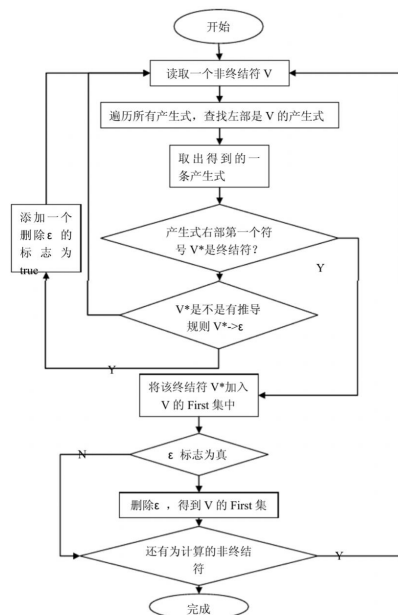 开始
读取一个非终结符 V
遍历所有产生式，查找左部是 V 的产生式
取出得到的一
条产生式
添加一个
删除 ε 的
标志为
true
产生式右部第一个符
号 V*是终结符？
Y
V*是不是有推导
规则 V*->ε
Y
将该终结符 V*加入
V 的 First 集中
N
ε 标志为真
删除ε ，得到 V 的 First 集
还有为计算的非终结
符
Y
完成